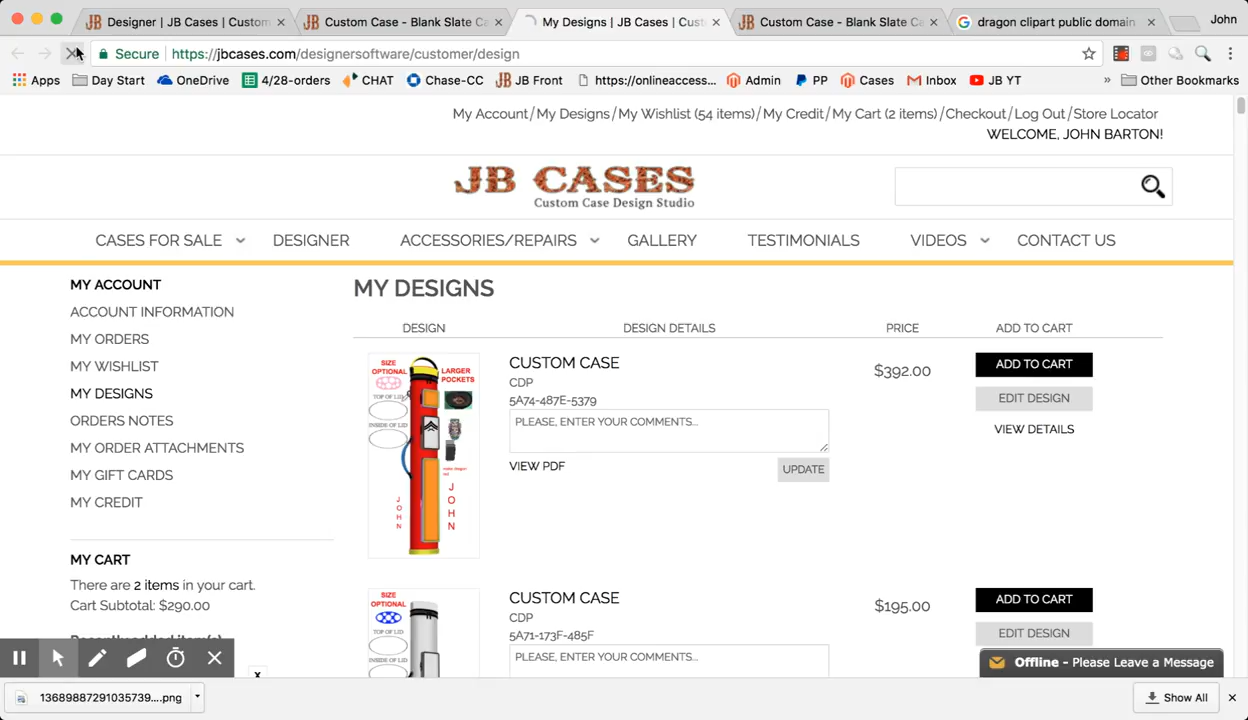 Designer | JB Cases | Custom
Custom Case - Blank Slate Ca
My Designs | JB Cases | Cust
Custom Case - Blank Slate Ca
dragon clipart public domain
John
Secure
https://jbcases.com/designersoftware/customer/design
Apps
Day Start
OneDrive
4/28-orders
CHAT
Chase-CC
JB Front
https://onlineaccess...
Admin
PP
Cases
Inbox
JB YT
»
Other Bookmarks
My Account/My Designs/My Wishlist (54 items)/My Credit/My Cart (2 items)/Checkout/Log Out/Store Locator
WELCOME, JOHN BARTON!
JB CASES
Custom Case Design Studio
CASES FOR SALE
DESIGNER
ACCESSORIES/REPAIRS
GALLERY
TESTIMONIALS
VIDEOS
CONTACT US
MY ACCOUNT
ACCOUNT INFORMATION
MY ORDERS
MY WISHLIST
MY DESIGNS
ORDERS NOTES
MY ORDER ATTACHMENTS
MY GIFT CARDS
MY CREDIT
MY CART
There are 2 items in your cart.
Cart Subtotal: $290.00
Recently added item(s)
MY DESIGNS
DESIGN
DESIGN DETAILS
PRICE
ADD TO CART
SIZE
OPTIONAL
LARGER
POCKETS
TOP OF LID
INSIDE OF LID
JOHN
JOHN
CUSTOM CASE
CDP
5A74-487E-5379
PLEASE, ENTER YOUR COMMENTS...
VIEW PDF
UPDATE
$392.00
ADD TO CART
EDIT DESIGN
VIEW DETAILS
SIZE
OPTIONAL
TOP OF LID
INSIDE OF LID
CUSTOM CASE
CDP
5A71-173F-485F
PLEASE, ENTER YOUR COMMENTS...
$195.00
ADD TO CART
EDIT DESIGN
Offline - Please Leave a Message
x
13689887291035739....png
Show All